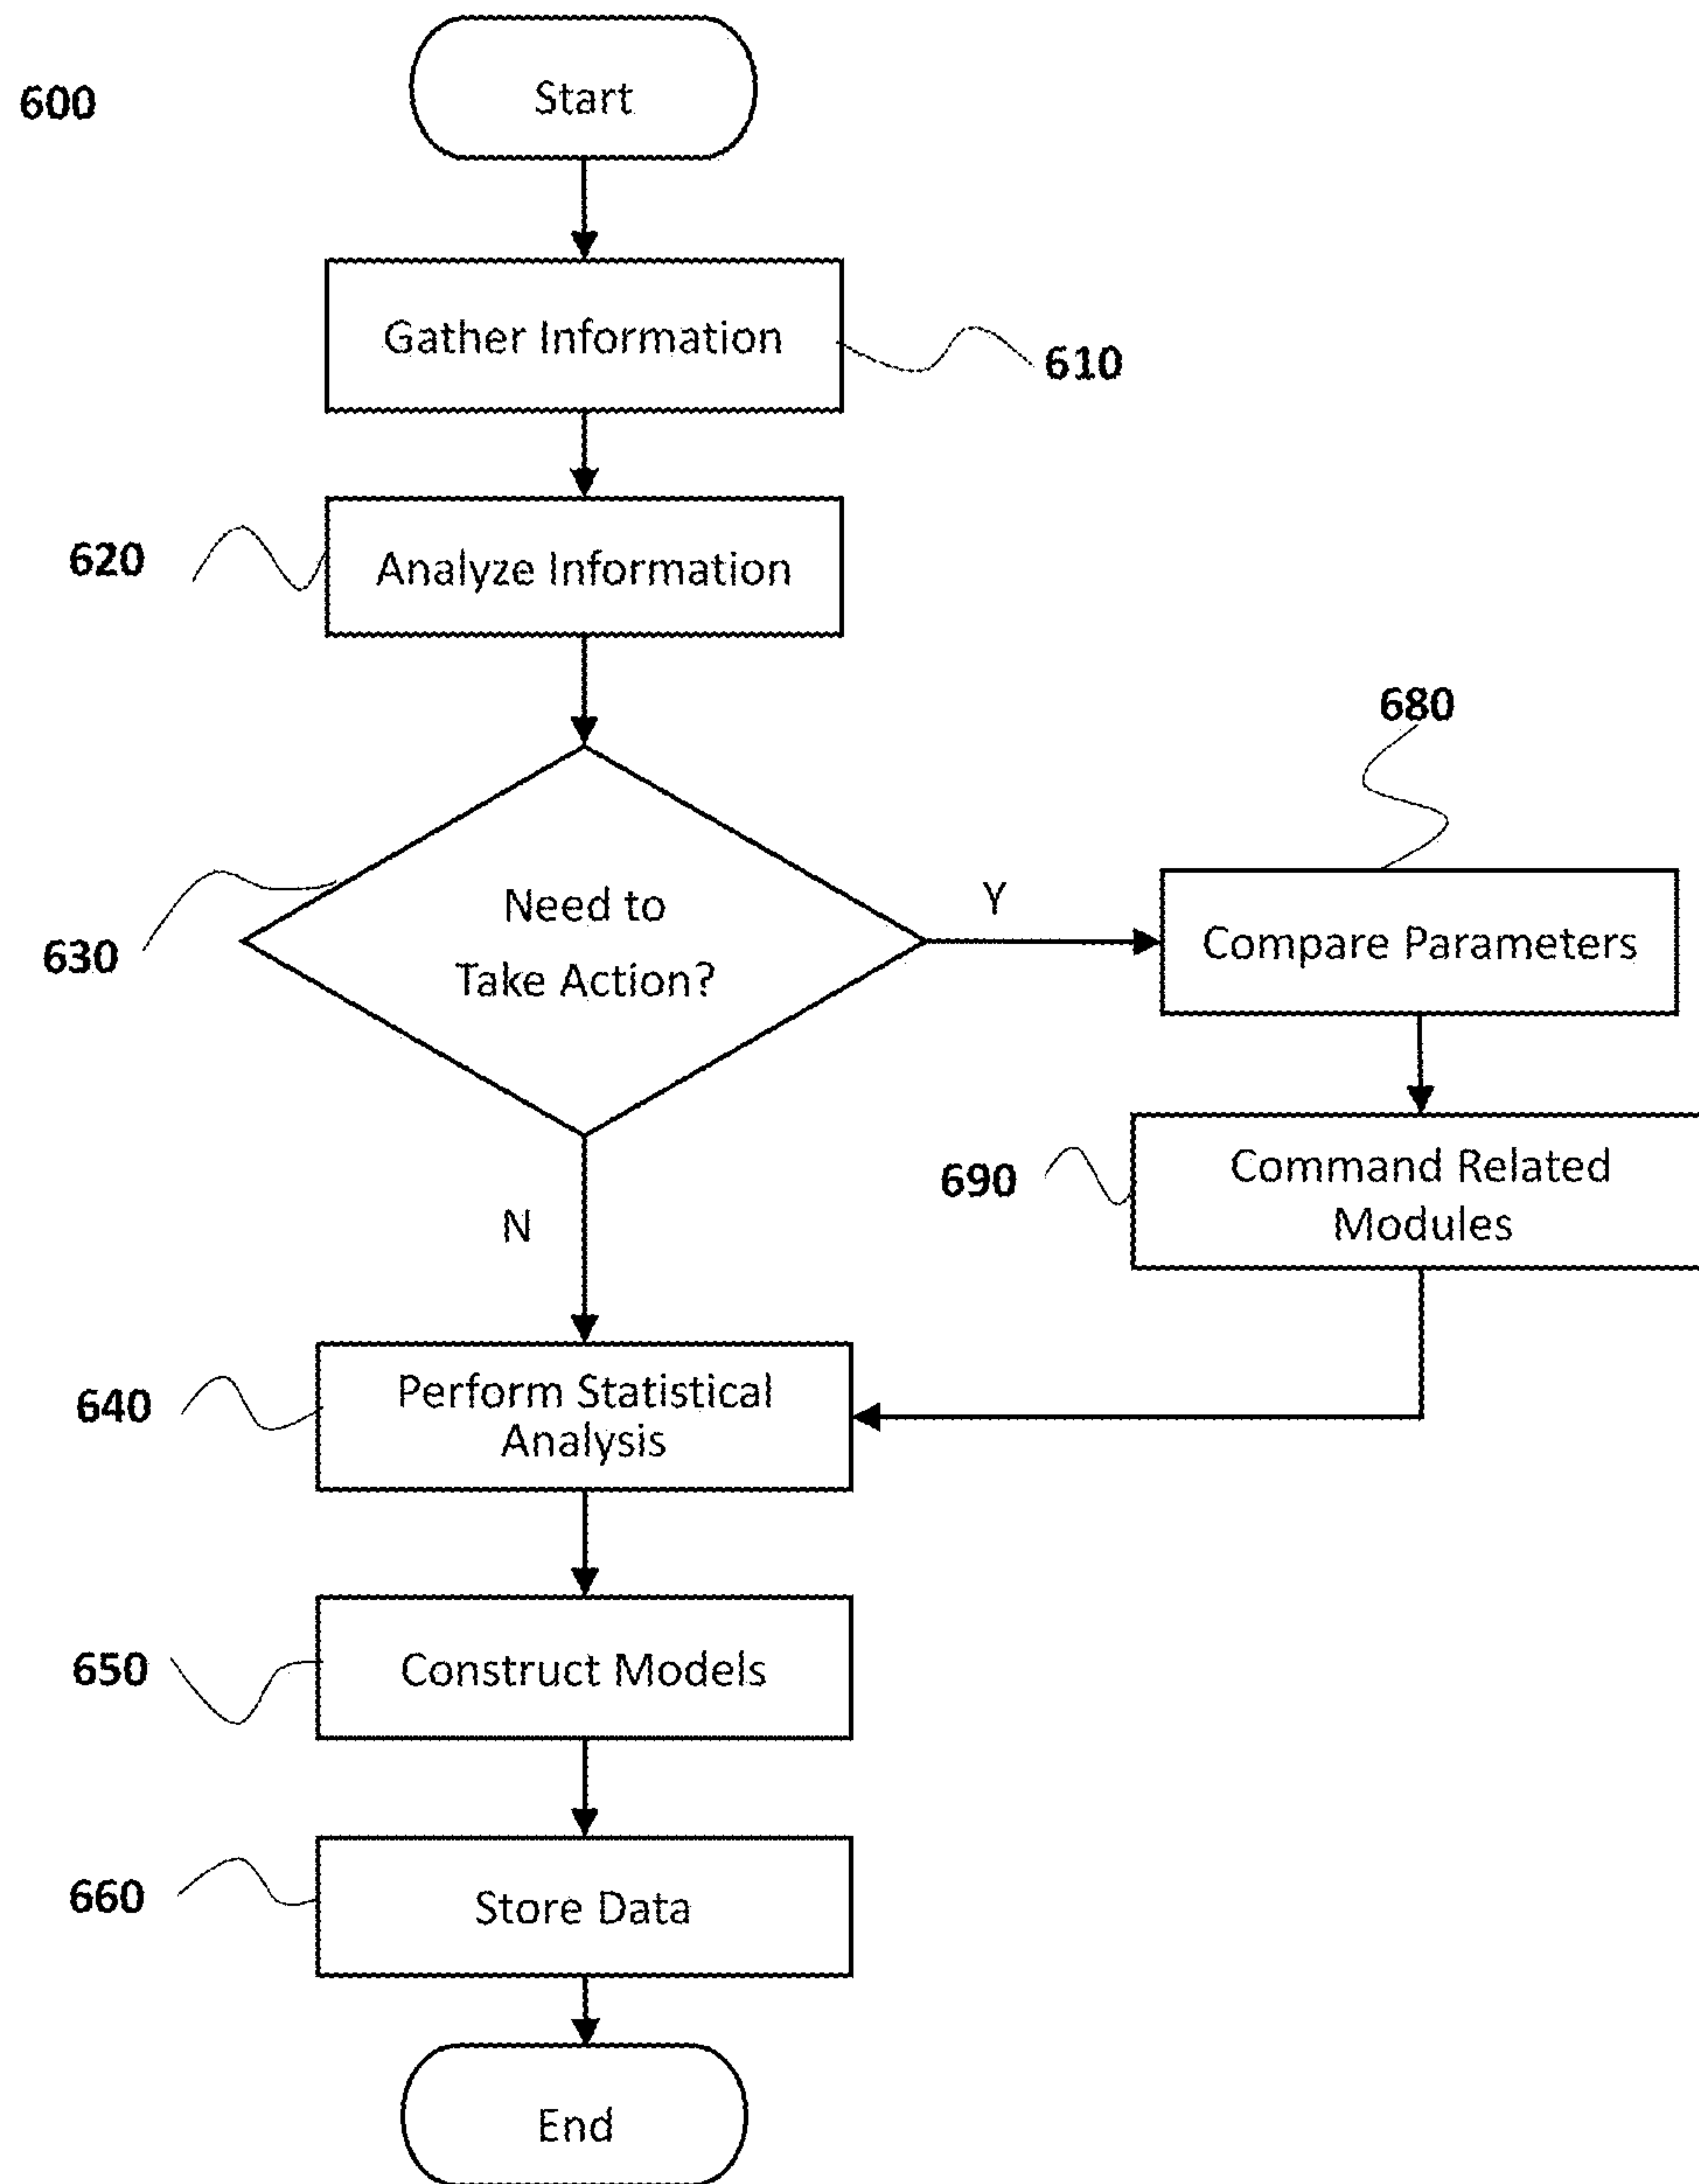 600
Start
Gather Information
610
620
Analyze Information
680
630
Need to
Take Action?
Y
Compare Parameters
690
Command Related
Modules
N
640
Perform Statistical
Analysis
650
Construct Models
660
Store Data
End